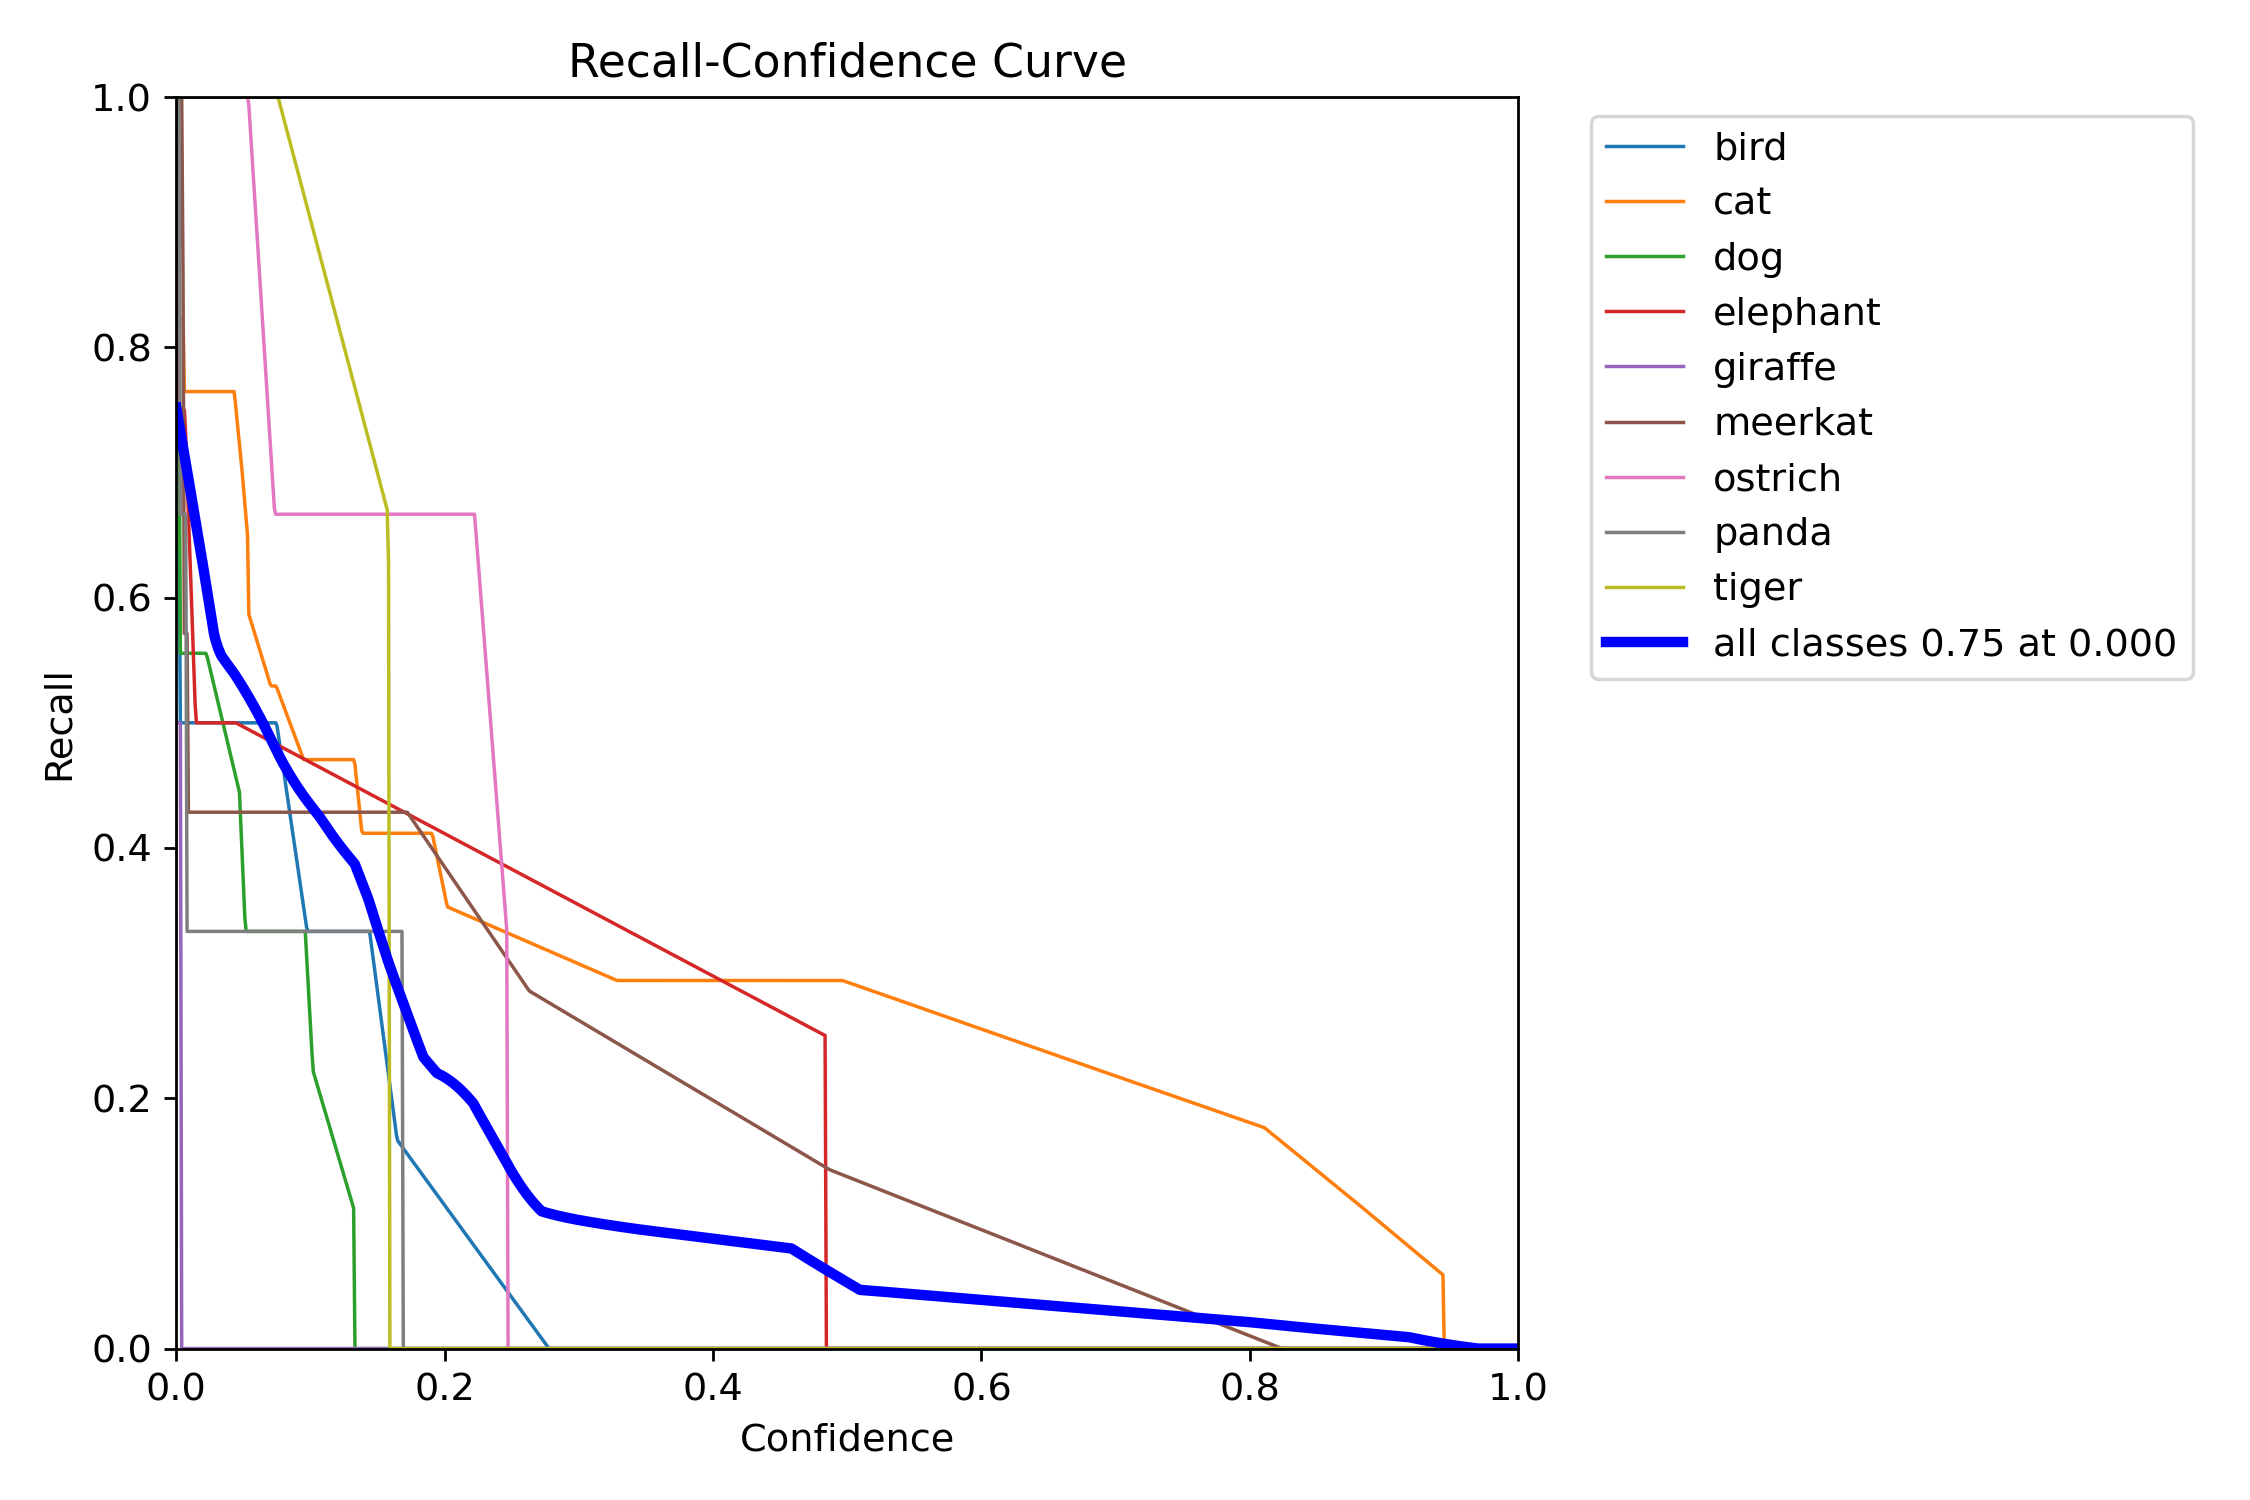 Recall-Confidence Curve
1.0
0.8
0.6
0.4
0.2
0.0
Recall
0.0 0.2 0.4 0.6 0.8 1.0
Confidence
bird
cat
dog
elephant
giraffe
meerkat
ostrich
panda
tiger
all classes 0.75 at 0.000